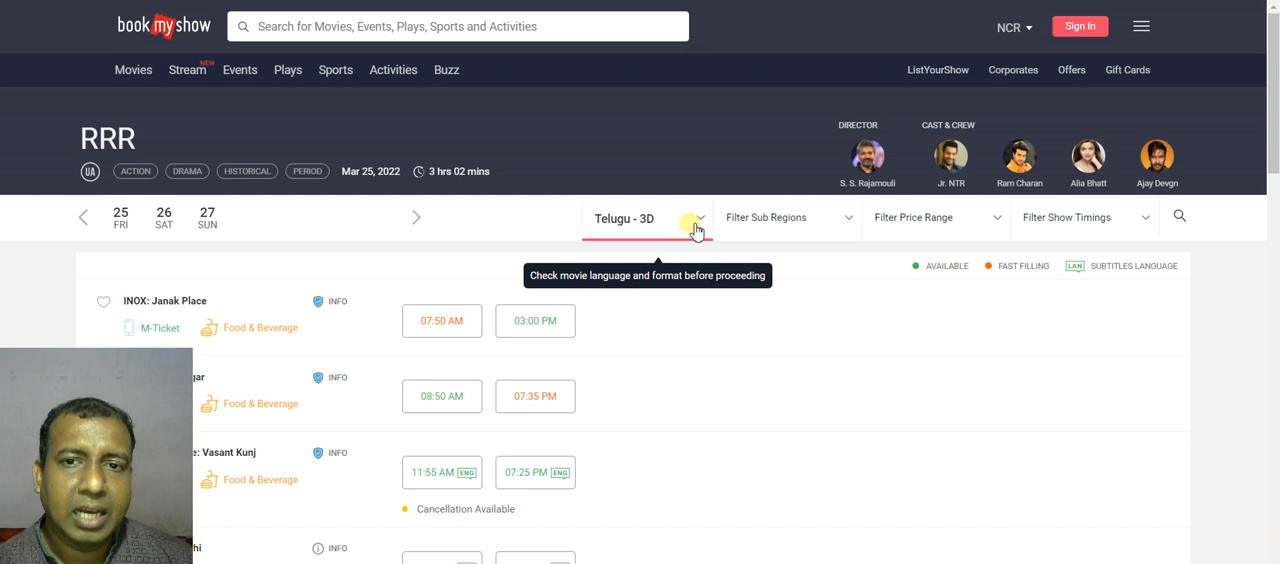 bookmyshow
Search for Movies, Events, Plays, Sports and Activities
NCR
Sign In
Movies Stream NEW Events Plays Sports Activities Buzz
ListYourShow Corporates Offers Gift Cards
RRR
UA ACTION DRAMA HISTORICAL PERIOD Mar 25, 2022 3 hrs 02 mins
DIRECTOR CAST & CREW
S. S. Rajamouli Jr. NTR Ram Charan Alia Bhatt Ajay Devgn
25 26 27
FRI SAT SUN
Telugu - 3D Filter Sub Regions Filter Price Range Filter Show Timings
Check movie language and format before proceeding
AVAILABLE FAST FILLING LAN SUBTITLES LANGUAGE
INOX: Janak Place INFO
07:50 AM 03:00 PM
M-Ticket Food & Beverage
gar INFO
08:50 AM 07:35 PM
Food & Beverage
e: Vasant Kunj INFO
11:55 AM ENG 07:25 PM ENG
Food & Beverage
Cancellation Available
hi INFO